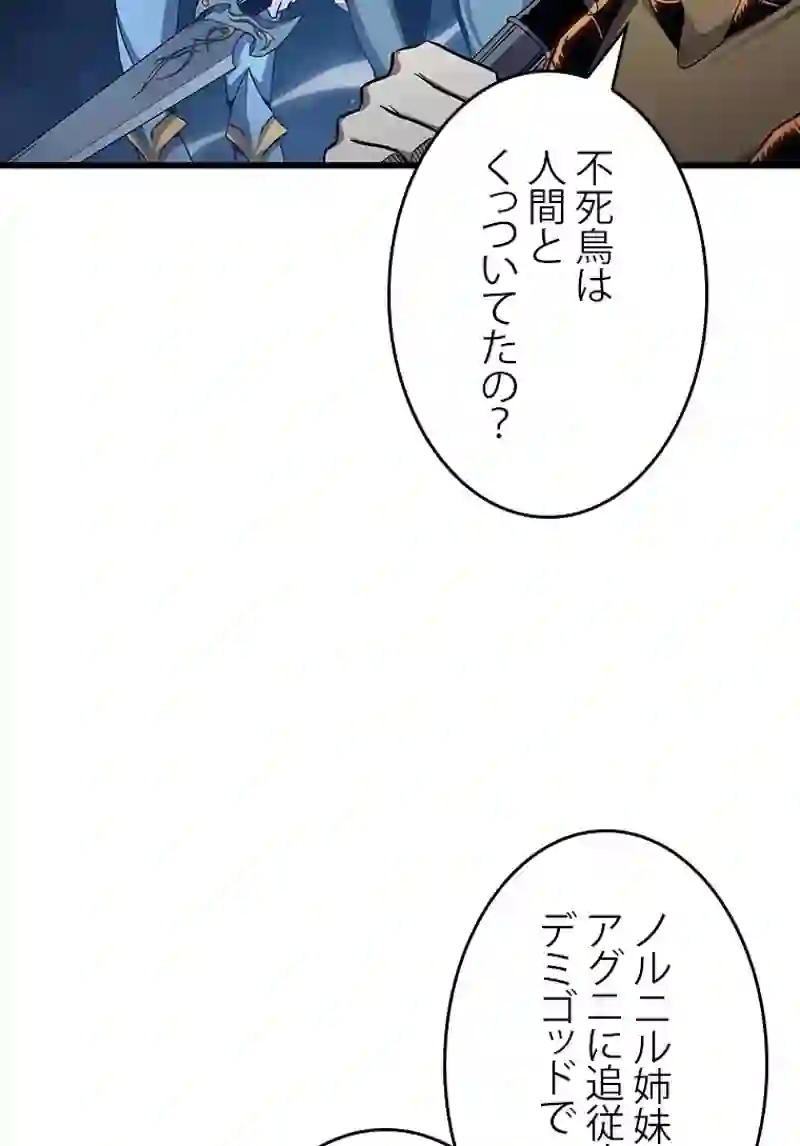 不死鳥は
人間と
くっついてたの？
ノルニル姉妹
アグニに追従
デミゴッドで